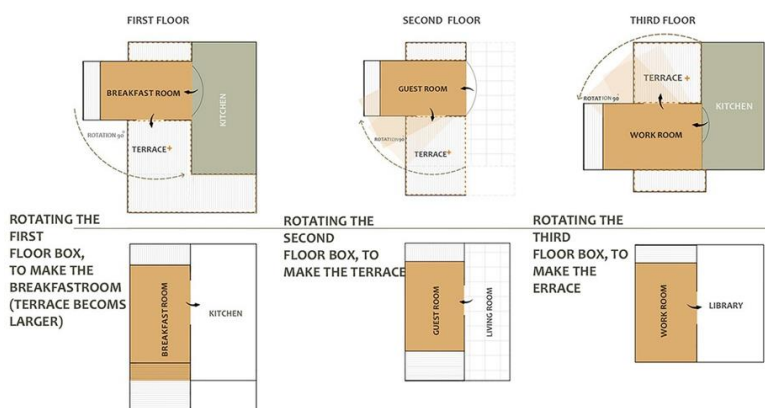 FIRST FLOOR
SECOND FLOOR
THIRD FLOOR
BREAKFAST ROOM
KITCHEN
ROTATION 90°
TERRACE+
GUEST ROOM
ROTATION 90°
TERRACE+
TERRACE +
ROTATION 90°
KITCHEN
WORK ROOM
ROTATING THE
FIRST
FLOOR BOX,
TO MAKE THE
BREAKFASTROOM
(TERRACE BECOMS
LARGER)
BREAKFAST ROOM
KITCHEN
ROTATING THE
SECOND
FLOOR BOX, TO
MAKE THE TERRACE
GUEST ROOM
LIVING ROOM
ROTATING THE
THIRD
FLOOR BOX, TO
MAKE THE
ERRACE
WORK ROOM
LIBRARY